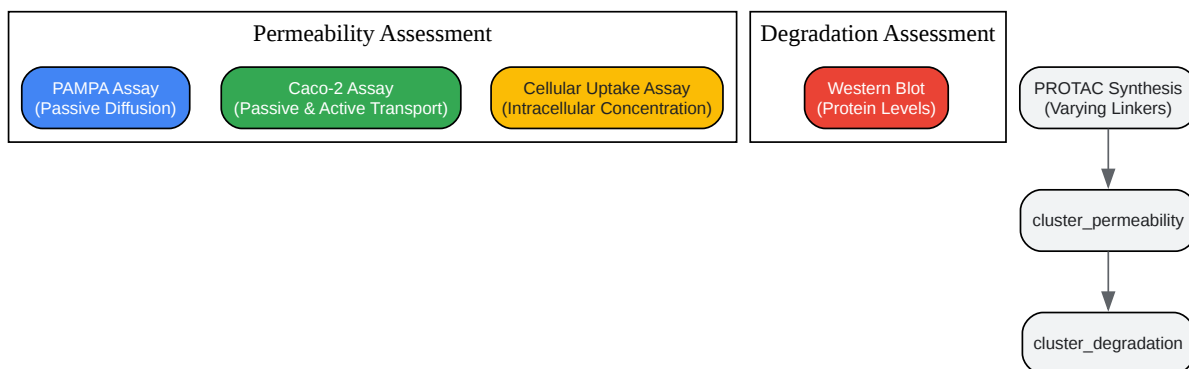 Permeability Assessment
PAMPA Assay
(Passive Diffusion)
Caco-2 Assay
(Passive & Active Transport)
Cellular Uptake Assay
(Intracellular Concentration)
Degradation Assessment
Western Blot
(Protein Levels)
PROTAC Synthesis
(Varying Linkers)
cluster_permeability
cluster_degradation